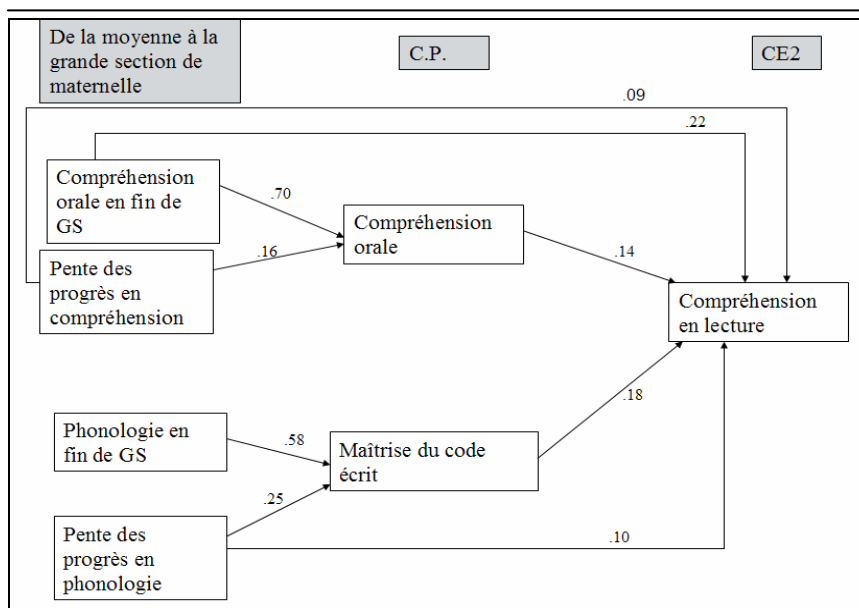 De la moyenne à la
grande section de
maternelle
C.P.
CE2
.09
.22
Compréhension
orale en fin de
GS
.70
Compréhension
orale
.16
.14
Pente des
progrès en
compréhension
Compréhension
en lecture
.18
Phonologie en
fin de GS
.58
Maîtrise du code
écrit
.25
Pente des
progrès en
phonologie
.10